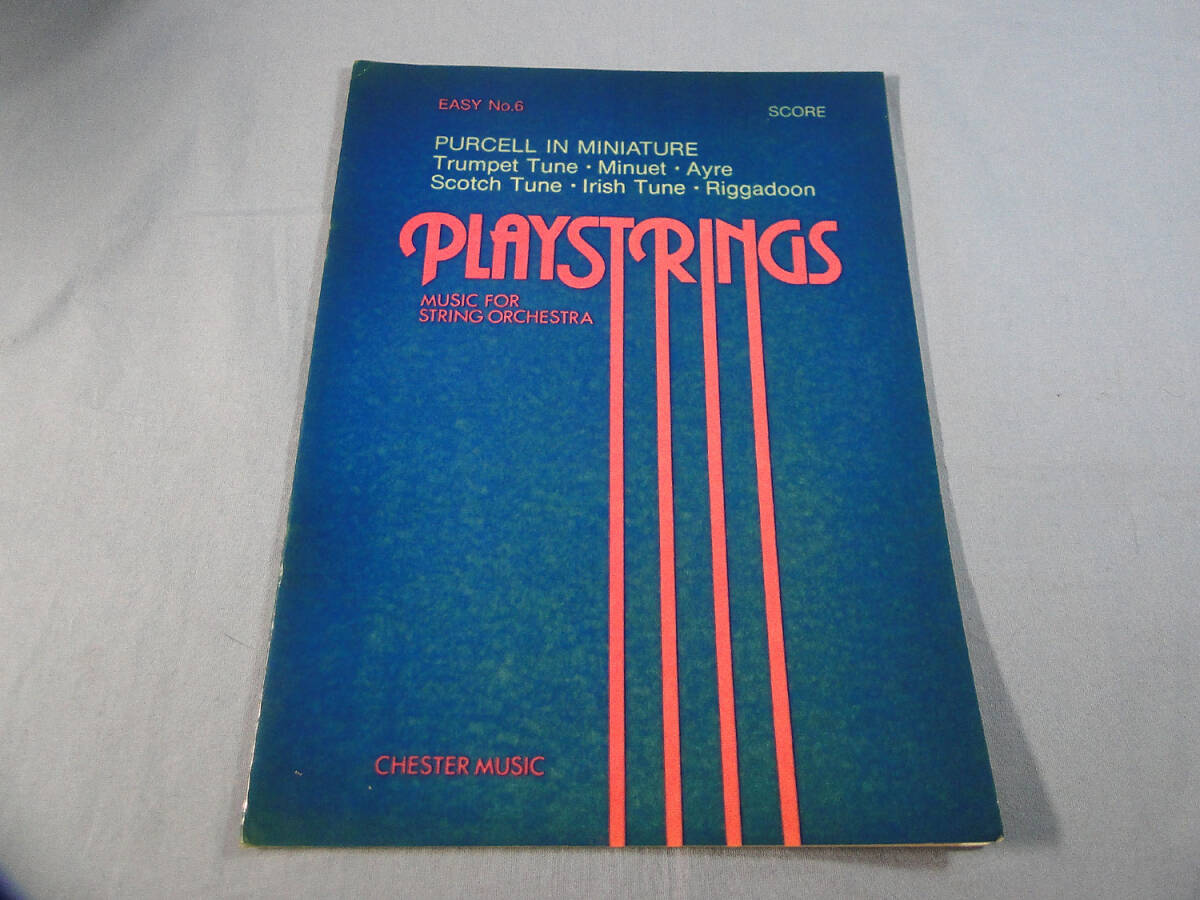 EASY No.6
SCORE
PURCELL IN MINIATURE
Trumpet Tune • Minuet • Ayre
Scotch Tune • Irish Tune • Riggadoon
PLAYSTRINGS
MUSIC FOR
STRING ORCHESTRA
CHESTER MUSIC